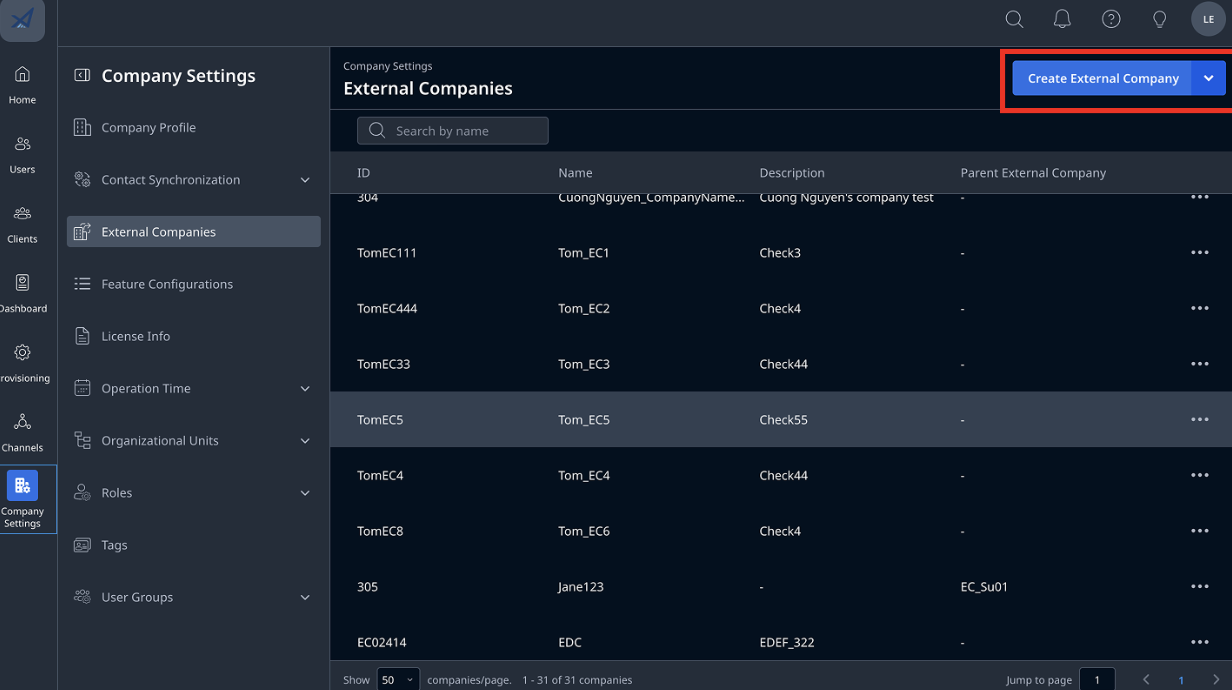 LE
Home
Users
Clients
Dashboard
rovisioning
Channels
Company
Settings
Company Settings
Company Profile
Contact Synchronization
External Companies
Feature Configurations
License Info
Operation Time
Organizational Units
Roles
Tags
User Groups
Company Settings
External Companies
Create External Company
Search by name
ID Name Description Parent External Company
304 CuongNguyen_CompanyName... Cuong Nguyen's company test -
TomEC111 Tom_EC1 Check3 -
TomEC444 Tom_EC2 Check4 -
TomEC33 Tom_EC3 Check44 -
TomEC5 Tom_EC5 Check55 -
TomEC4 Tom_EC4 Check44 -
TomEC8 Tom_EC6 Check4 -
305 Jane123 - EC_Su01
EC02414 EDC EDEF_322 -
Show 50 companies/page. 1 - 31 of 31 companies Jump to page 1 1